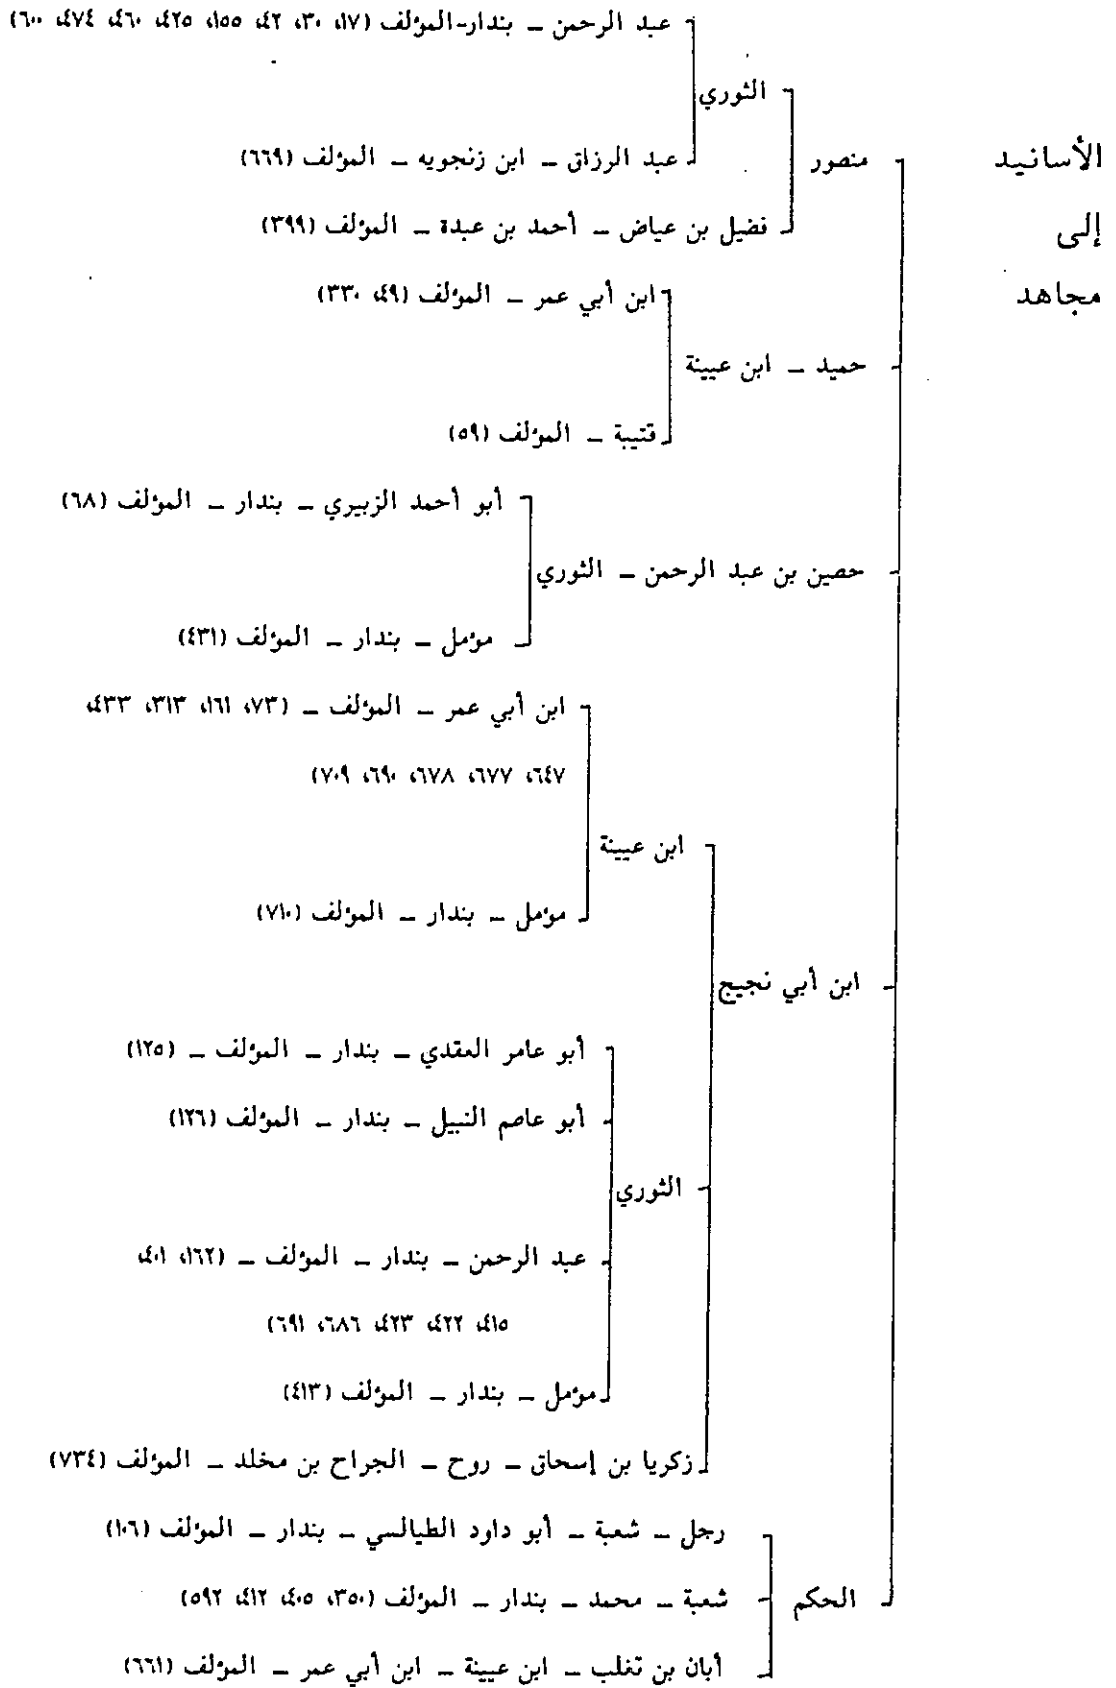 عبد الرحمن – بندار-المؤلف (١٧، ٣٠، ٤٢، ١٥٥، ٤٢٥، ٤٦٠، ٤٧٤، ٦٠٠)
الثوري
الأسانيد
منصور
عبد الرزاق – ابن زنجويه – المؤلف (٦٦٩)
إلى
فضيل بن عياض – أحمد بن عبدة – المؤلف (٣٩٩)
مجاهد
ابن أبي عمر – المؤلف (٤٩، ٣٣٠)
حميد – ابن عيينة
قتيبة – المؤلف (٥٩)
أبو أحمد الزبيري – بندار – المؤلف (٦٨)
حصين بن عبد الرحمن – الثوري
مؤمل – بندار – المؤلف (٤٣١)
ابن أبي عمر – المؤلف – (٧٣، ١٦١، ٣١٣، ٤٣٣،
٦٤٧، ٦٧٧، ٦٧٨، ٦٩٠، ٧٠٩)
ابن عيينة
مؤمل – بندار – المؤلف (٧١٠)
ابن أبي نجيج
أبو عامر العقدي – بندار – المؤلف – (١٢٥)
أبو عاصم النبيل – بندار – المؤلف (١٢٦)
الثوري
عبد الرحمن – بندار – المؤلف – (١٦٢، ٤٠١،
٤١٥، ٤٢٢، ٤٢٣، ٦٨٦، ٦٩١)
مؤمل – بندار – المؤلف (٤١٣)
زكريا بن إسحاق – روح – الجراح بن مخلد – المؤلف (٧٣٤)
رجل – شعبة – أبو داود الطيالسي – بندار – المؤلف (١٠٦)
الحكم
شعبة – محمد – بندار – المؤلف (٣٥٠، ٤٠٥، ٤١٢، ٥٩٢)
أبان بن تغلب – ابن عيينة – ابن أبي عمر – المؤلف (٦٦١)